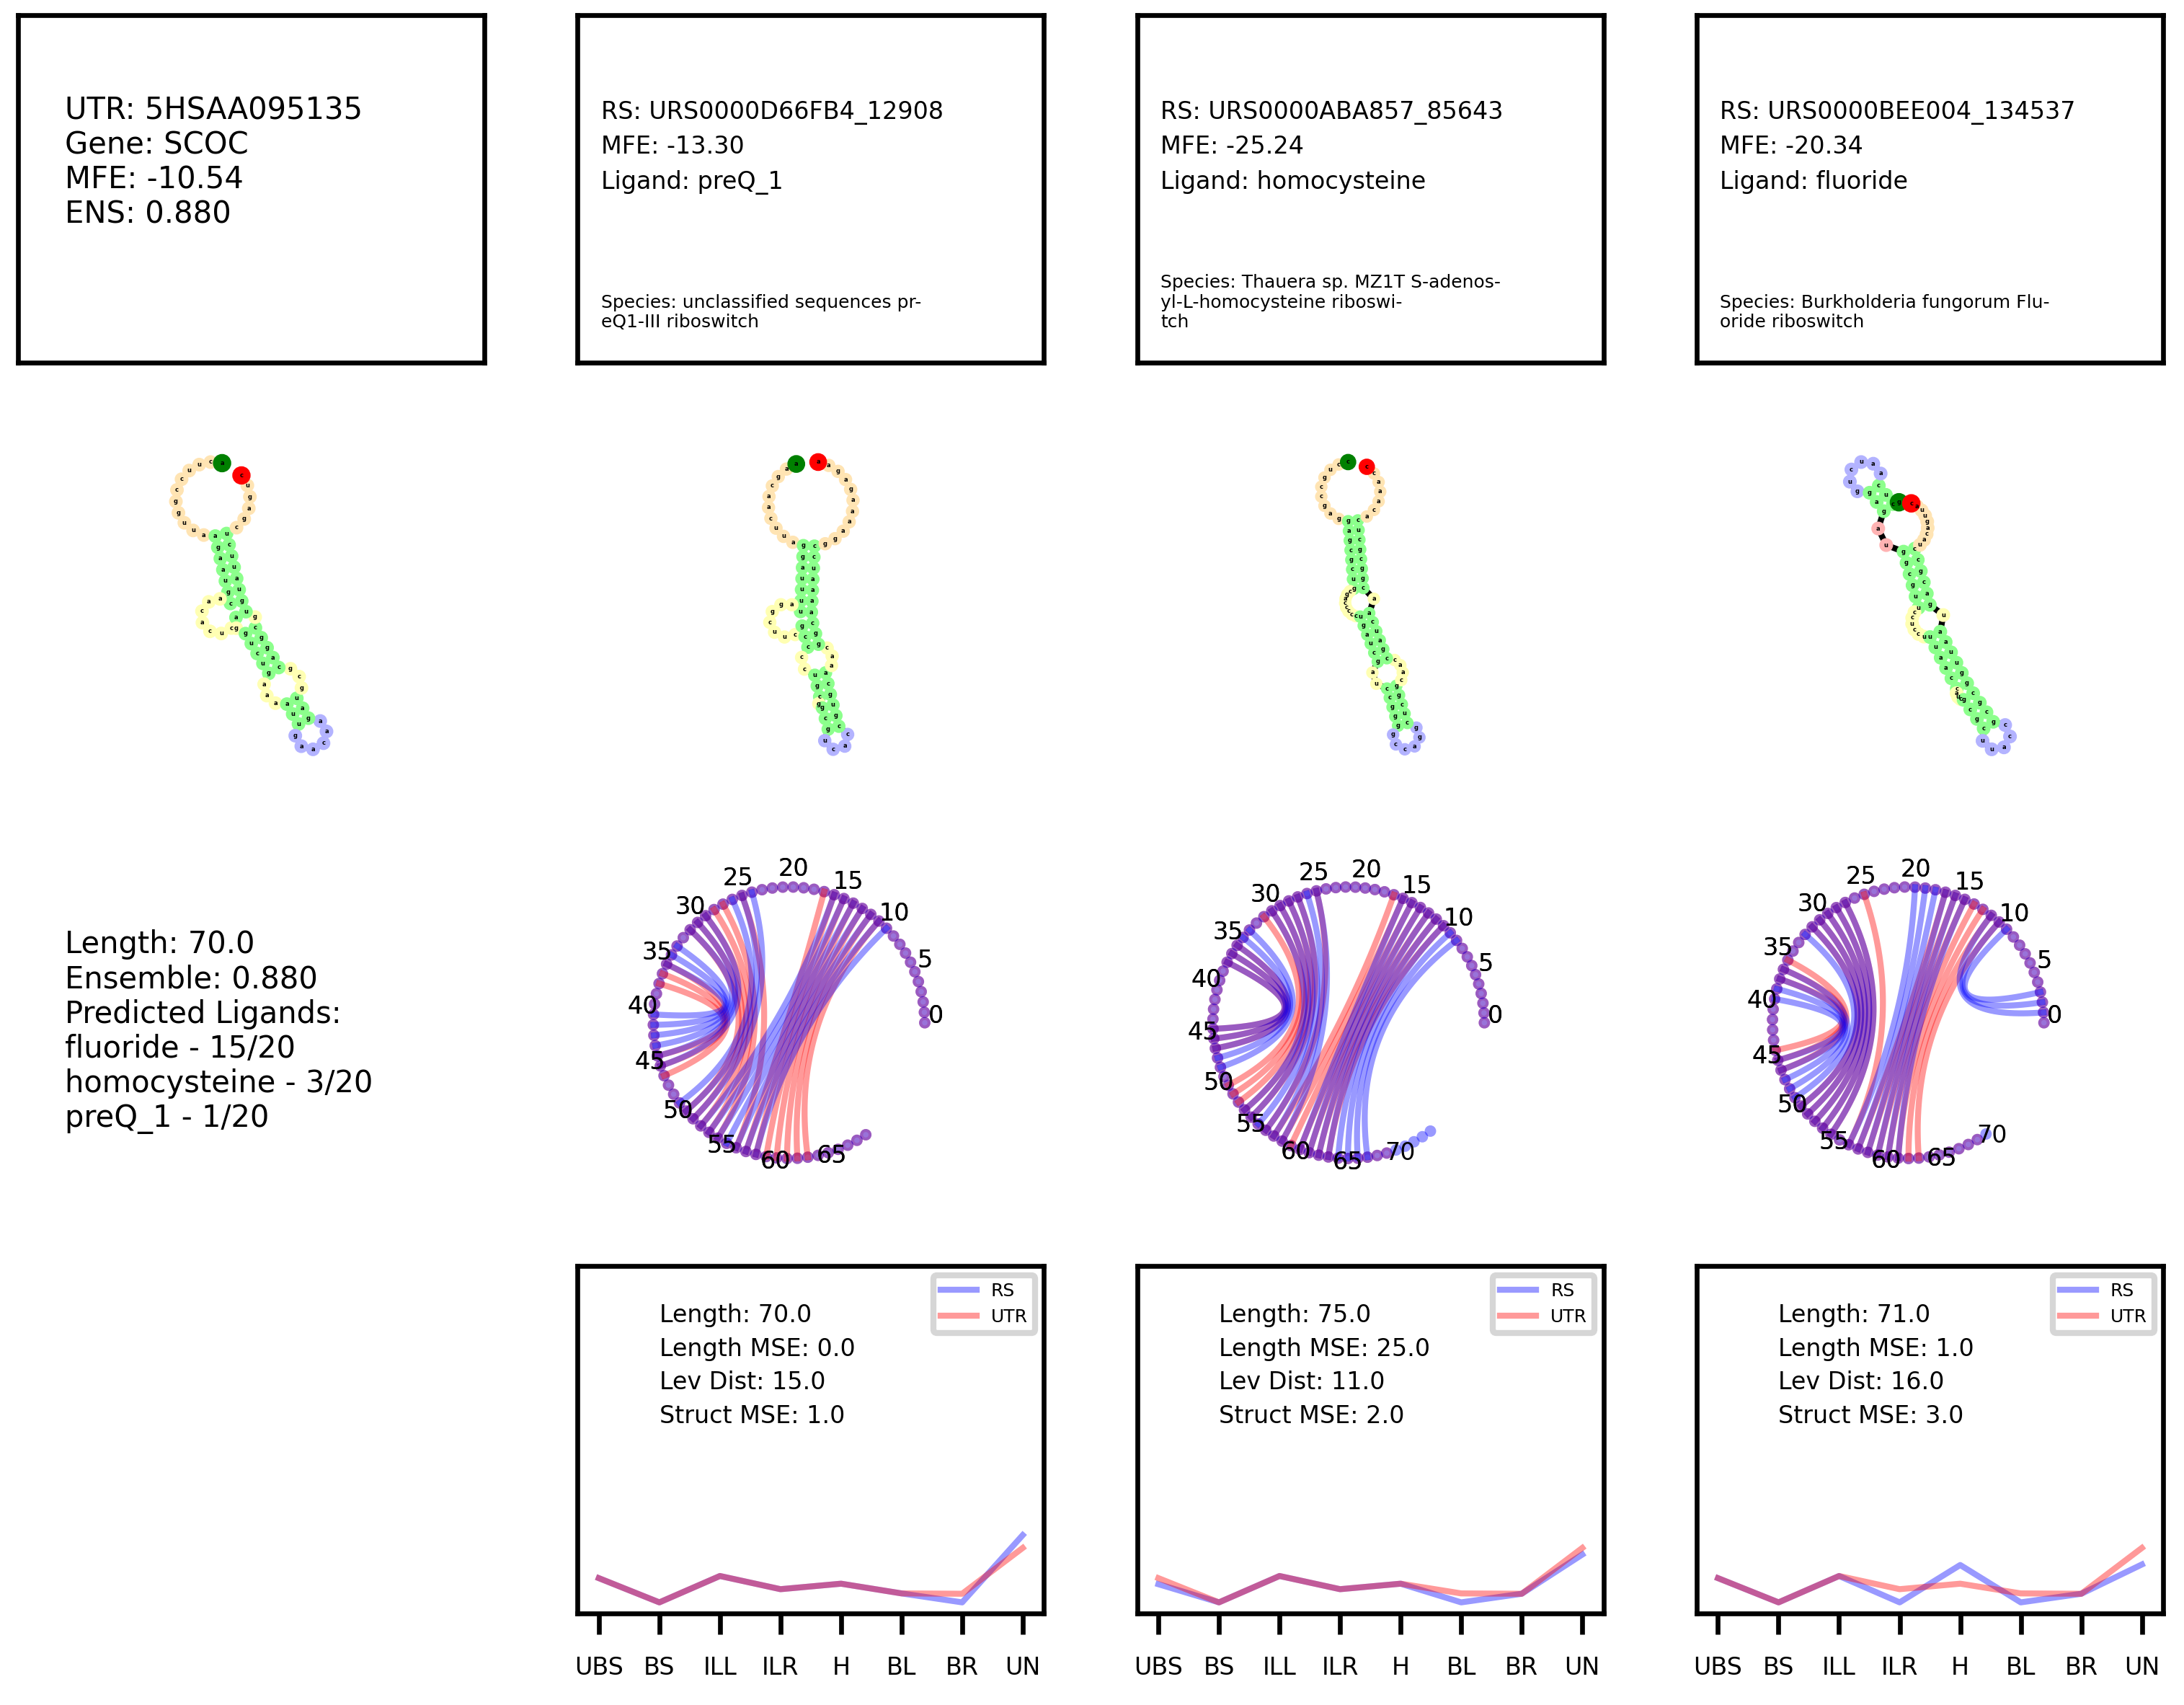 UTR: 5HSAA095135
Gene: SCOC
MFE: -10.54
ENS: 0.880
RS: URS0000D66FB4_12908
MFE: -13.30
Ligand: preQ_1
Species: unclassified sequences pr-
eQ1-III riboswitch
RS: URS0000ABA857_85643
MFE: -25.24
Ligand: homocysteine
Species: Thauera sp. MZ1T S-adenos-
yl-L-homocysteine riboswi-
tch
RS: URS0000BEE004_134537
MFE: -20.34
Ligand: fluoride
Species: Burkholderia fungorum Flu-
oride riboswitch
Length: 70.0
Ensemble: 0.880
Predicted Ligands:
fluoride - 15/20
homocysteine - 3/20
preQ_1 - 1/20
0
5
10
15
20
25
30
35
40
45
50
55
60
65
0
5
10
15
20
25
30
35
40
45
50
55
60
65
70
0
5
10
15
20
25
30
35
40
45
50
55
60
65
70
Length: 70.0
Length MSE: 0.0
Lev Dist: 15.0
Struct MSE: 1.0
RS
UTR
UBS BS ILL ILR H BL BR UN
Length: 75.0
Length MSE: 25.0
Lev Dist: 11.0
Struct MSE: 2.0
RS
UTR
UBS BS ILL ILR H BL BR UN
Length: 71.0
Length MSE: 1.0
Lev Dist: 16.0
Struct MSE: 3.0
RS
UTR
UBS BS ILL ILR H BL BR UN